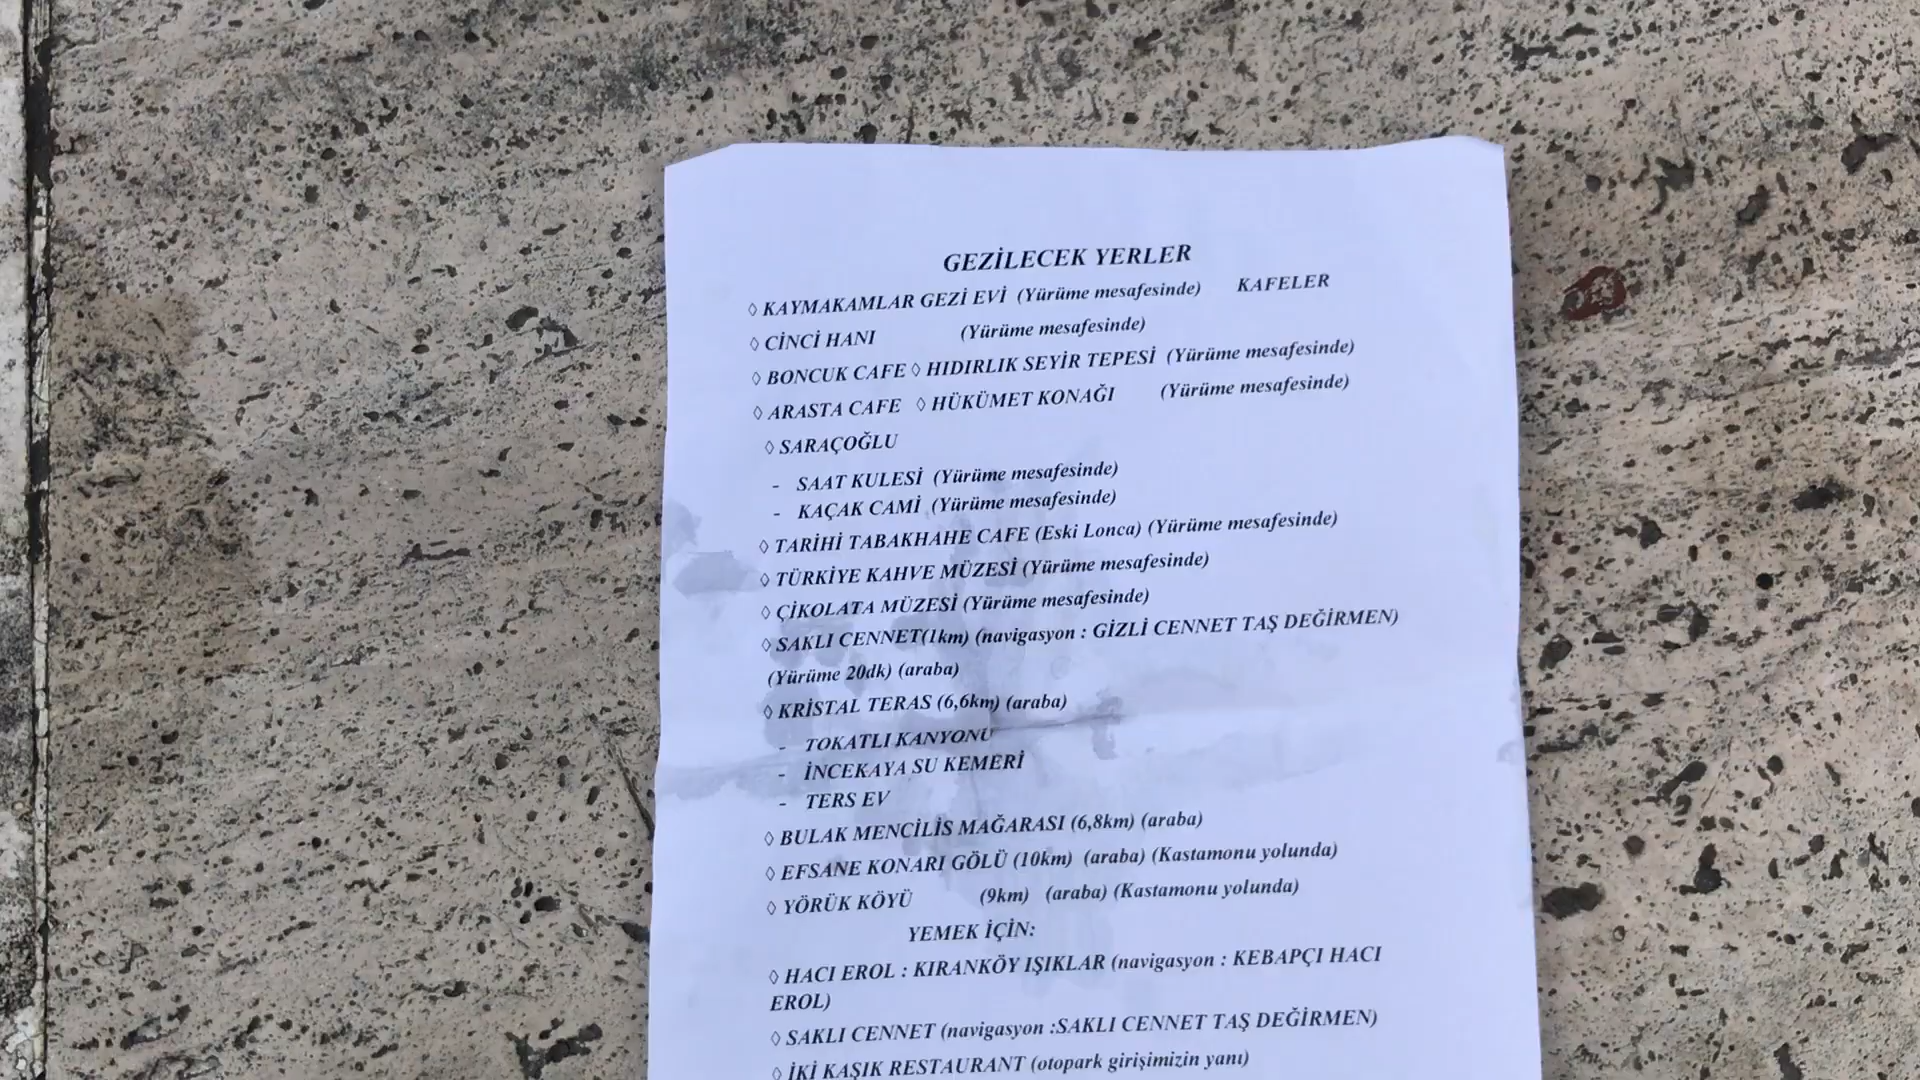 GEZİLECEK YERLER
◊ KAYMAKAMLAR GEZİ EVİ (Yürüme mesafesinde) KAFELER
◊ CİNCİ HANI (Yürüme mesafesinde)
◊ BONCUK CAFE ◊ HIDIRLIK SEYİR TEPESİ (Yürüme mesafesinde)
◊ ARASTA CAFE ◊ HÜKÜMET KONAĞI (Yürüme mesafesinde)
◊ SARAÇOĞLU
- SAAT KULESİ (Yürüme mesafesinde)
- KAÇAK CAMİ (Yürüme mesafesinde)
◊ TARİHİ TABAKHAHE CAFE (Eski Lonca) (Yürüme mesafesinde)
◊ TÜRKİYE KAHVE MÜZESİ (Yürüme mesafesinde)
◊ ÇİKOLATA MÜZESİ (Yürüme mesafesinde)
◊ SAKLI CENNET(1km) (navigasyon : GİZLİ CENNET TAŞ DEĞİRMEN)
(Yürüme 20dk) (araba)
◊ KRİSTAL TERAS (6,6km) (araba)
- TOKATLI KANYONU
- İNCEKAYA SU KEMERİ
- TERS EV
◊ BULAK MENCİLİS MAĞARASI (6,8km) (araba)
◊ EFSANE KONARI GÖLÜ (10km) (araba) (Kastamonu yolunda)
◊ YÖRÜK KÖYÜ (9km) (araba) (Kastamonu yolunda)
YEMEK İÇİN:
◊ HACI EROL : KIRANKÖY IŞIKLAR (navigasyon : KEBAPÇI HACI
EROL)
◊ SAKLI CENNET (navigasyon :SAKLI CENNET TAŞ DEĞİRMEN)
◊ İKİ KAŞIK RESTAURANT (otopark girişimizin yanı)